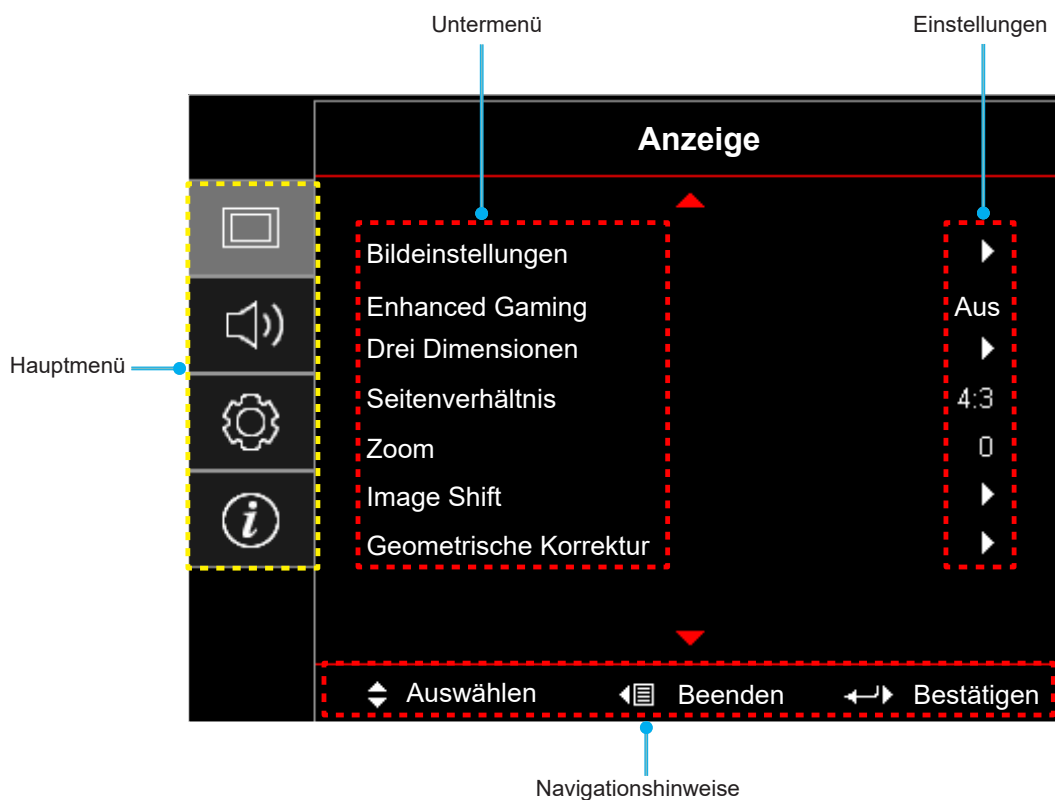 Untermenü
Einstellungen
Anzeige
Bildeinstellungen
Enhanced Gaming Aus
Drei Dimensionen
Seitenverhältnis 4:3
Zoom 0
Image Shift
Geometrische Korrektur
Hauptmenü
Auswählen Beenden Bestätigen
Navigationshinweise